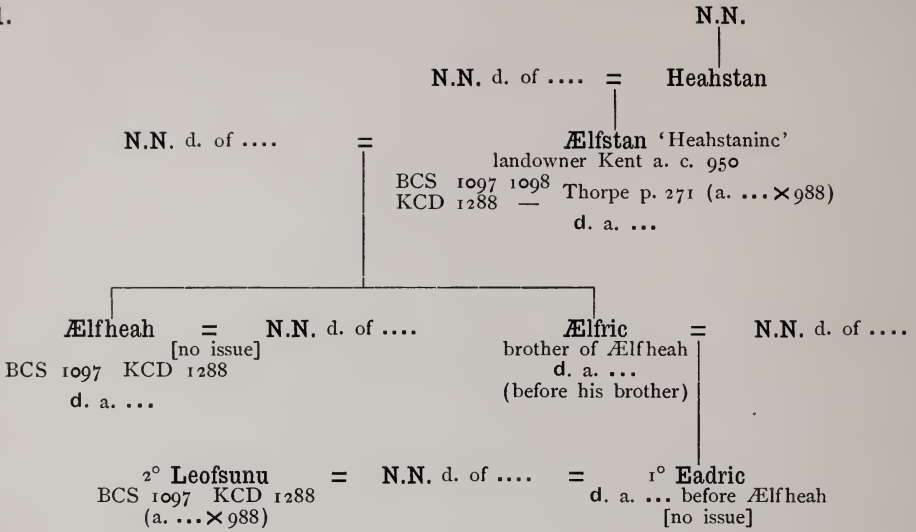 N.N.
N.N. d. of .... = Heahstan
N.N. d. of .... = Ælfstan 'Heahstaninc'
landowner Kent a. c. 950
BCS 1097 1098
KCD 1288 — Thorpe p. 271 (a. ...×988)
d. a. ...
Ælfheah = N.N. d. of ....
[no issue]
BCS 1097 KCD 1288
d. a. ...
Ælfric = N.N. d. of ....
brother of Ælfheah
d. a. ...
(before his brother)
2° Leofsunu = N.N. d. of .... = 1° Eadric
BCS 1097 KCD 1288
(a. ...×988)
d. a. ... before Ælfheah
[no issue]